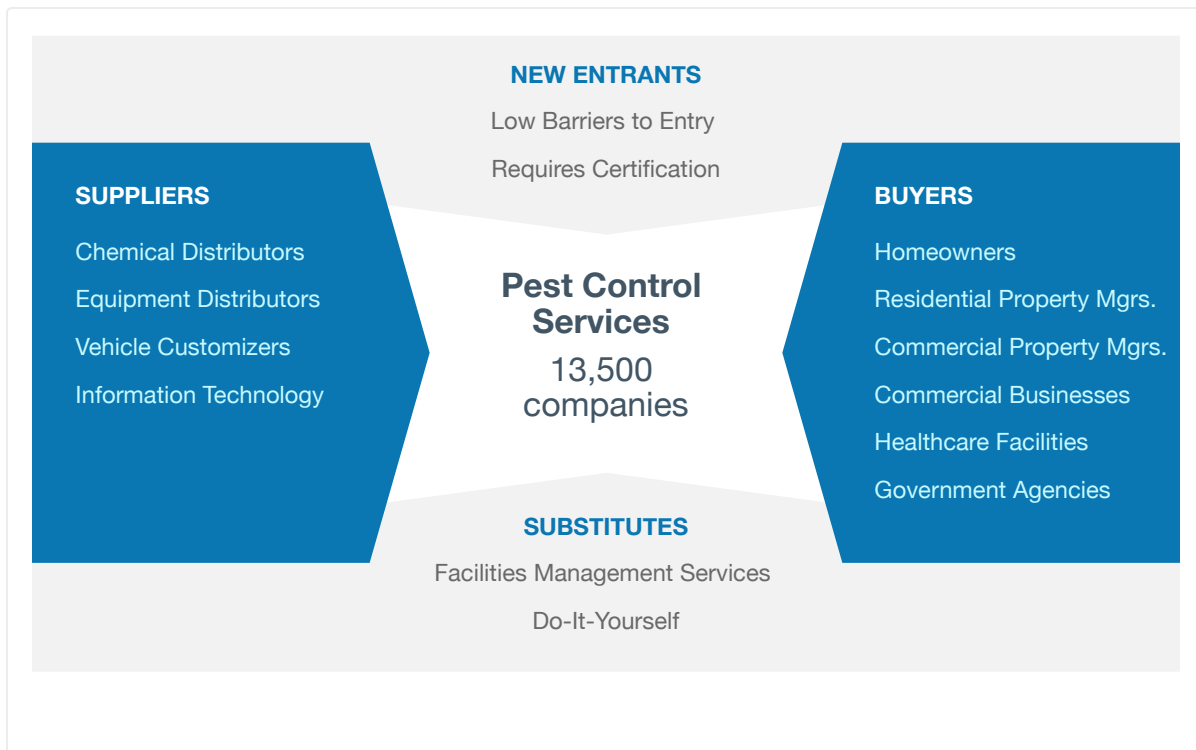 NEW ENTRANTS
Low Barriers to Entry
Requires Certification
SUPPLIERS
Chemical Distributors
Equipment Distributors
Vehicle Customizers
Information Technology
Pest Control
Services
13,500
companies
BUYERS
Homeowners
Residential Property Mgrs.
Commercial Property Mgrs.
Commercial Businesses
Healthcare Facilities
Government Agencies
SUBSTITUTES
Facilities Management Services
Do-It-Yourself